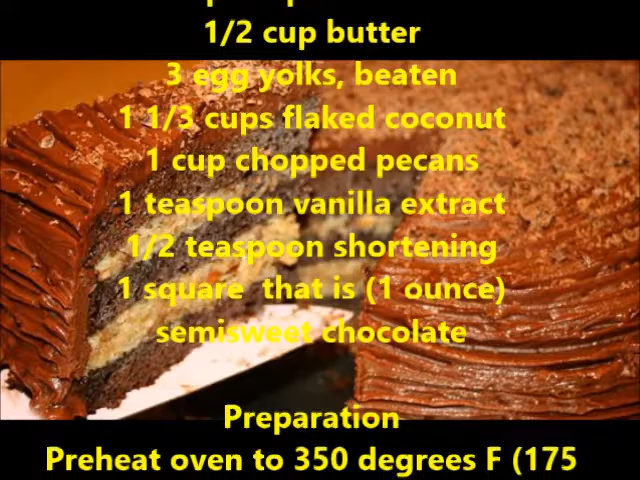 1/2 cup butter
3 egg yolks, beaten
1 1/3 cups flaked coconut
1 cup chopped pecans
1 teaspoon vanilla extract
1/2 teaspoon shortening
1 square that is (1 ounce)
semisweet chocolate
Preparation
Preheat oven to 350 degrees F (175